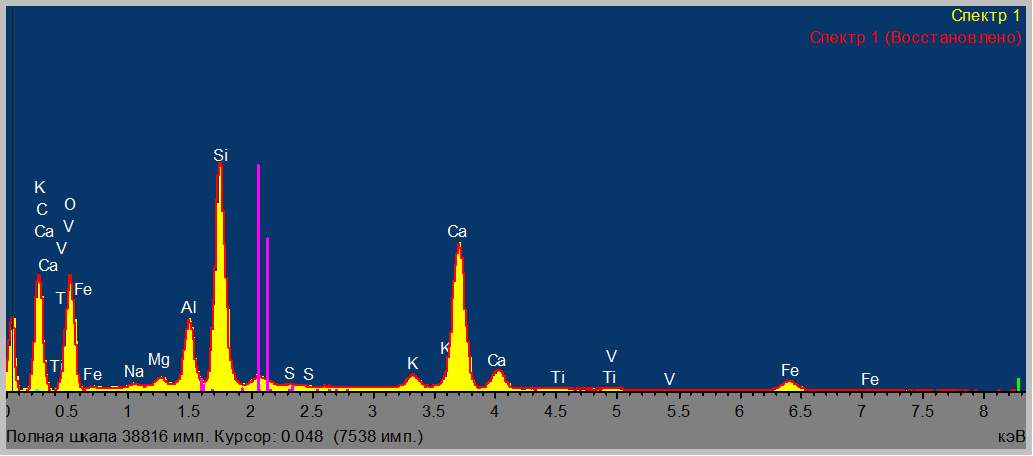 Спектр 1
Спектр 1 (Восстановлено)
Si
K
C
O
Ca
V
V
Ca
Ca
T
Fe
Al
T
Fe
Na
Mg
S
S
K
K
Ca
Ti
V
Ti
V
Fe
Fe
0 0.5 1 1.5 2 2.5 3 3.5 4 4.5 5 5.5 6 6.5 7 7.5 8
Полная шкала 38816 имп. Курсор: 0.048 (7538 имп.)
кэВ